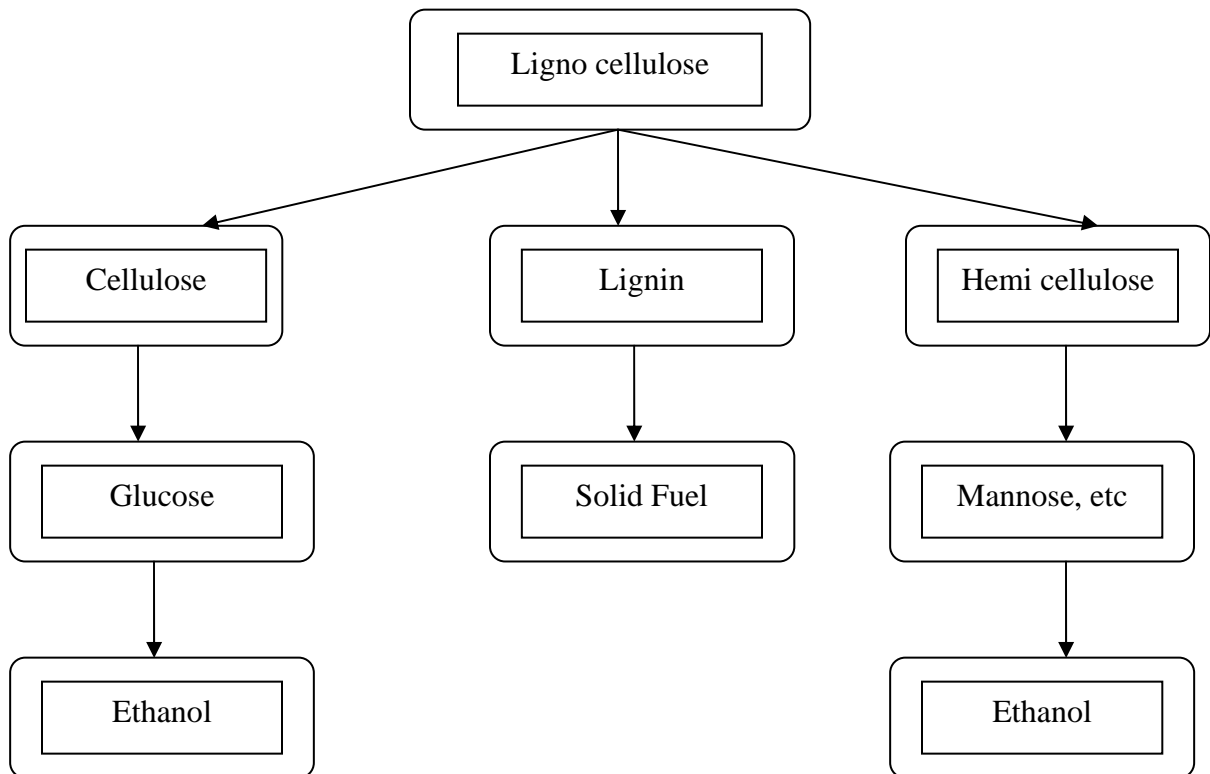 Ligno cellulose
Cellulose
Lignin
Hemi cellulose
Glucose
Solid Fuel
Mannose, etc
Ethanol
Ethanol